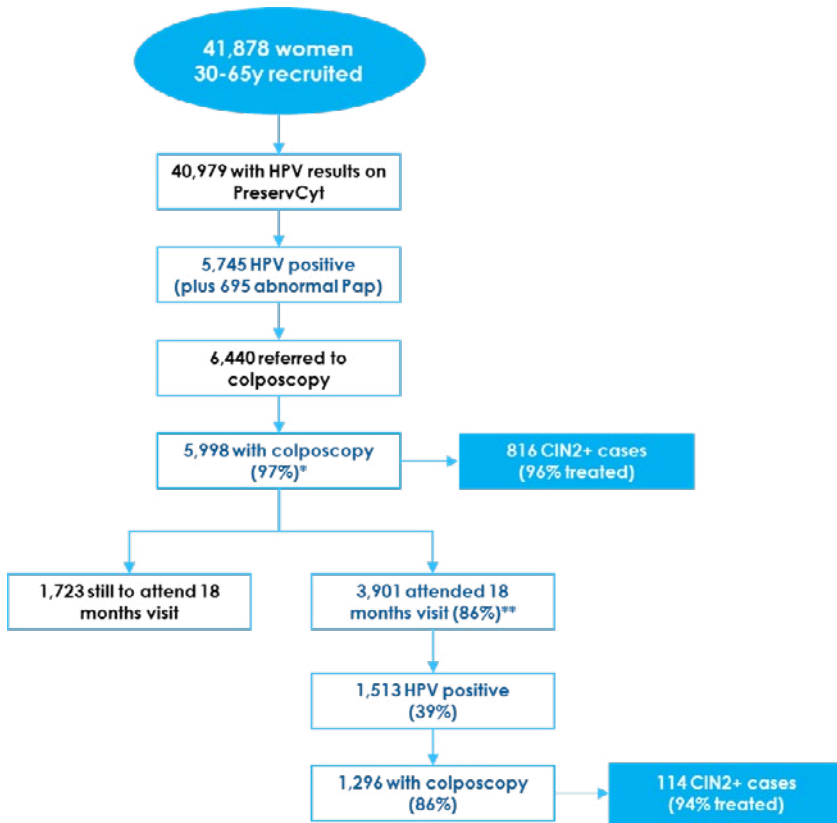 41,878 women
30-65y recruited
40,979 with HPV results on
PreservCyt
5,745 HPV positive
(plus 695 abnormal Pap)
6,440 referred to
colposcopy
5,998 with colposcopy
(97%)*
816 CIN2+ cases
(96% treated)
1,723 still to attend 18
months visit
3,901 attended 18
months visit (86%)**
1,513 HPV positive
(39%)
1,296 with colposcopy
(86%)
114 CIN2+ cases
(94% treated)